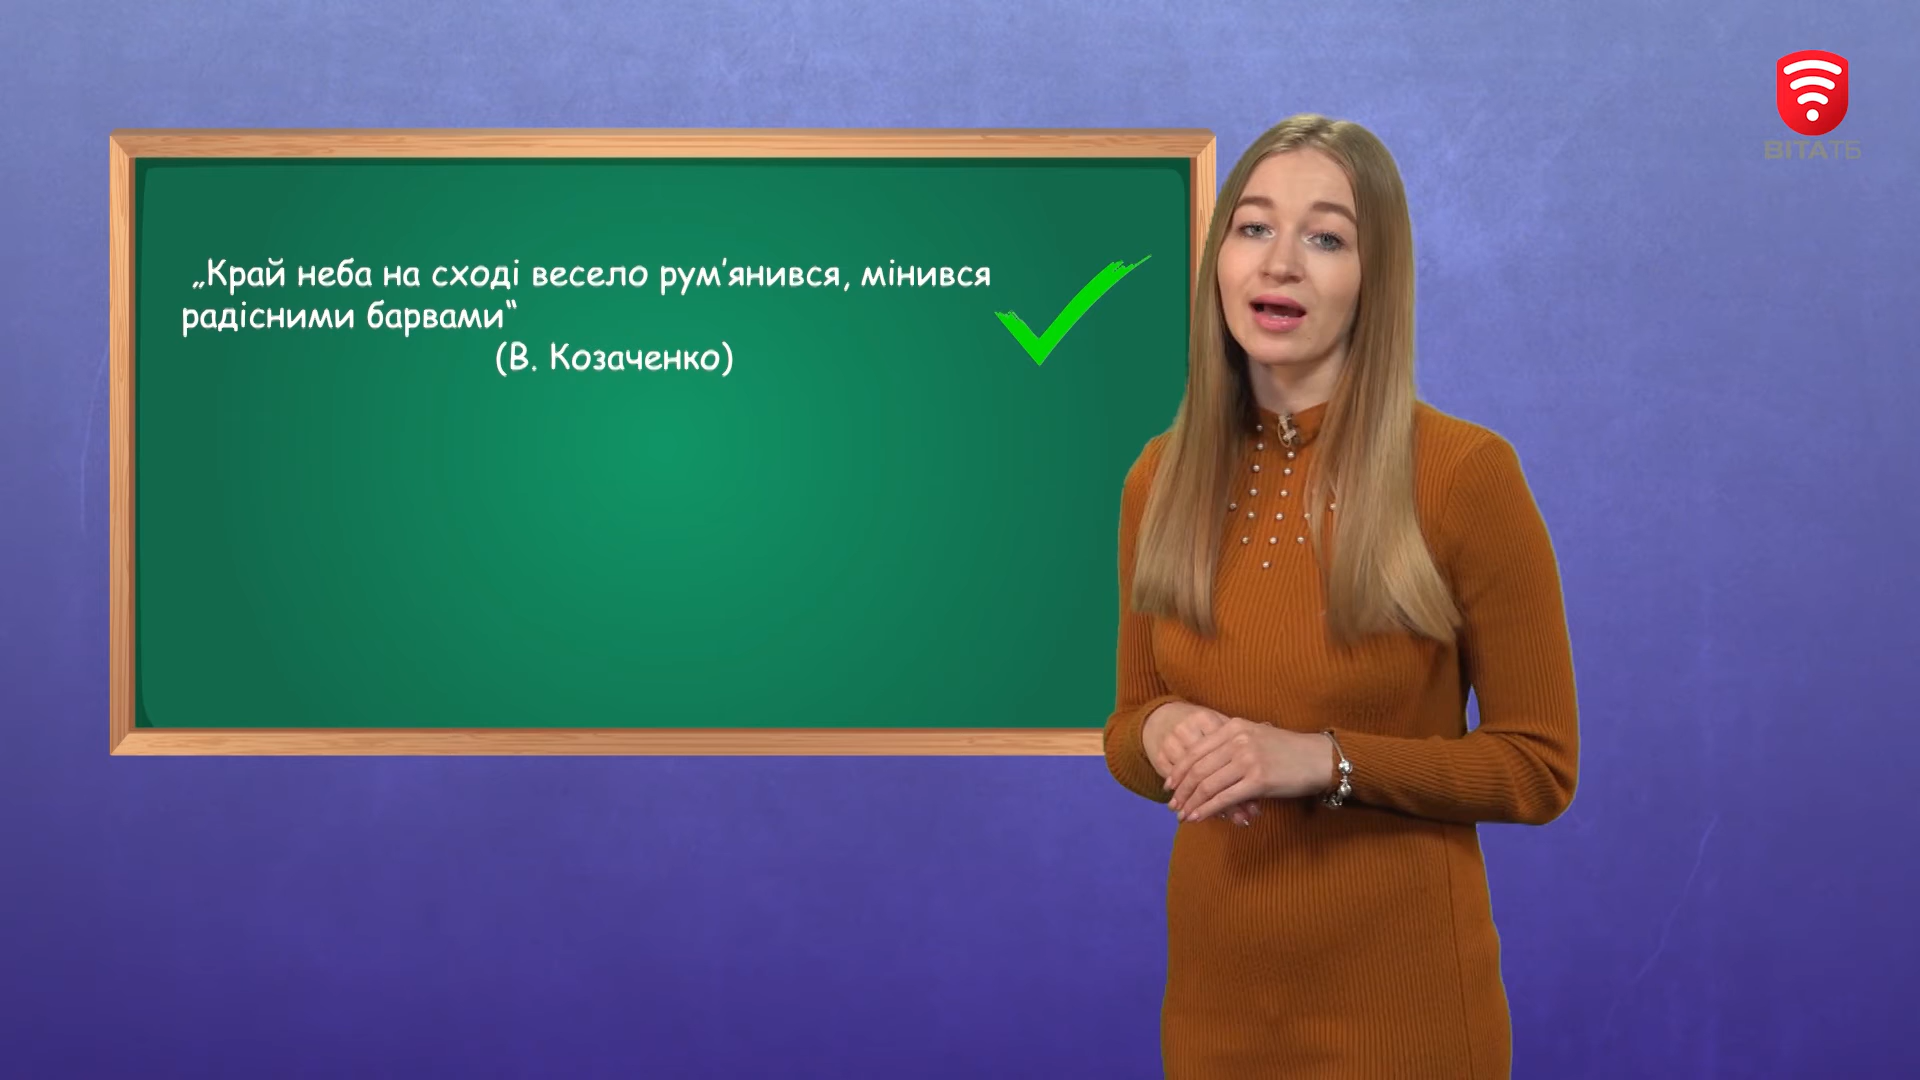 „Край неба на сході весело рум’янився, мінився
радісними барвами“
(В. Козаченко)
ВІТАТБ